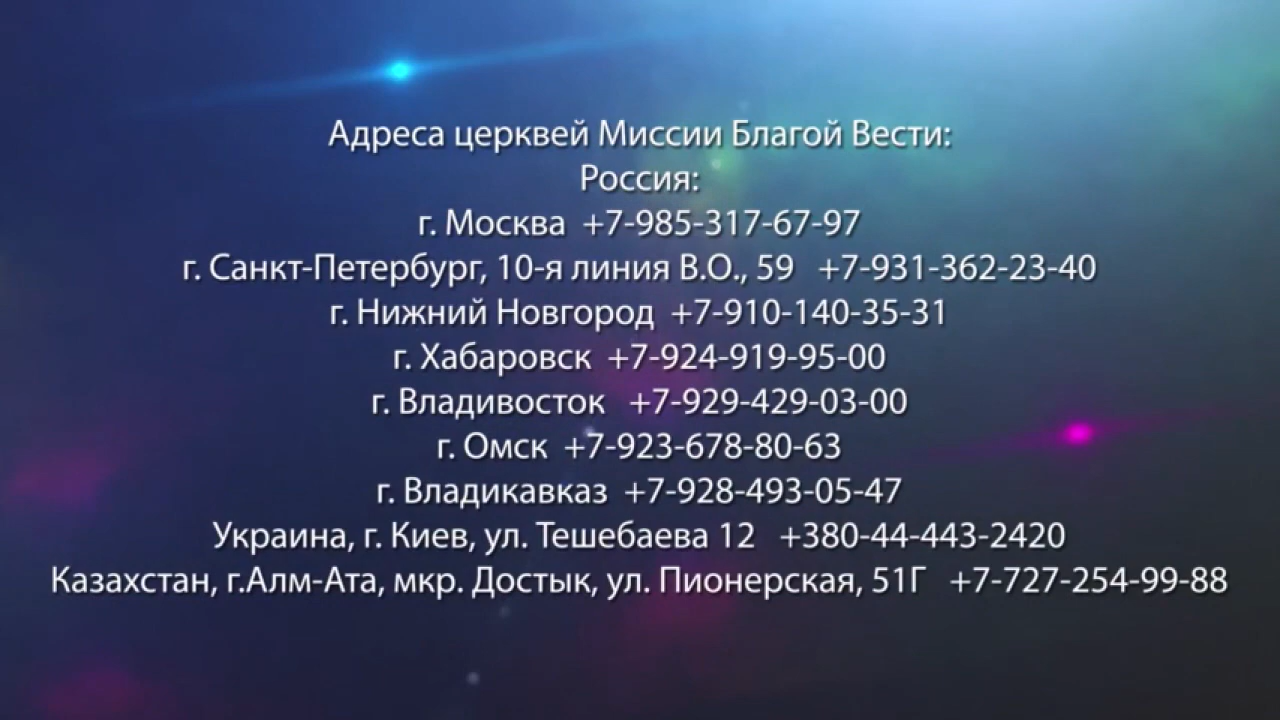 Адреса церквей Миссии Благой Вести:
Россия:
г. Москва +7-985-317-67-97
г. Санкт-Петербург, 10-я линия В.О., 59 +7-931-362-23-40
г. Нижний Новгород +7-910-140-35-31
г. Хабаровск +7-924-919-95-00
г. Владивосток +7-929-429-03-00
г. Омск +7-923-678-80-63
г. Владикавказ +7-928-493-05-47
Украина, г. Киев, ул. Тешебаева 12 +380-44-443-2420
Казахстан, г.Алм-Ата, мкр. Достык, ул. Пионерская, 51Г +7-727-254-99-88